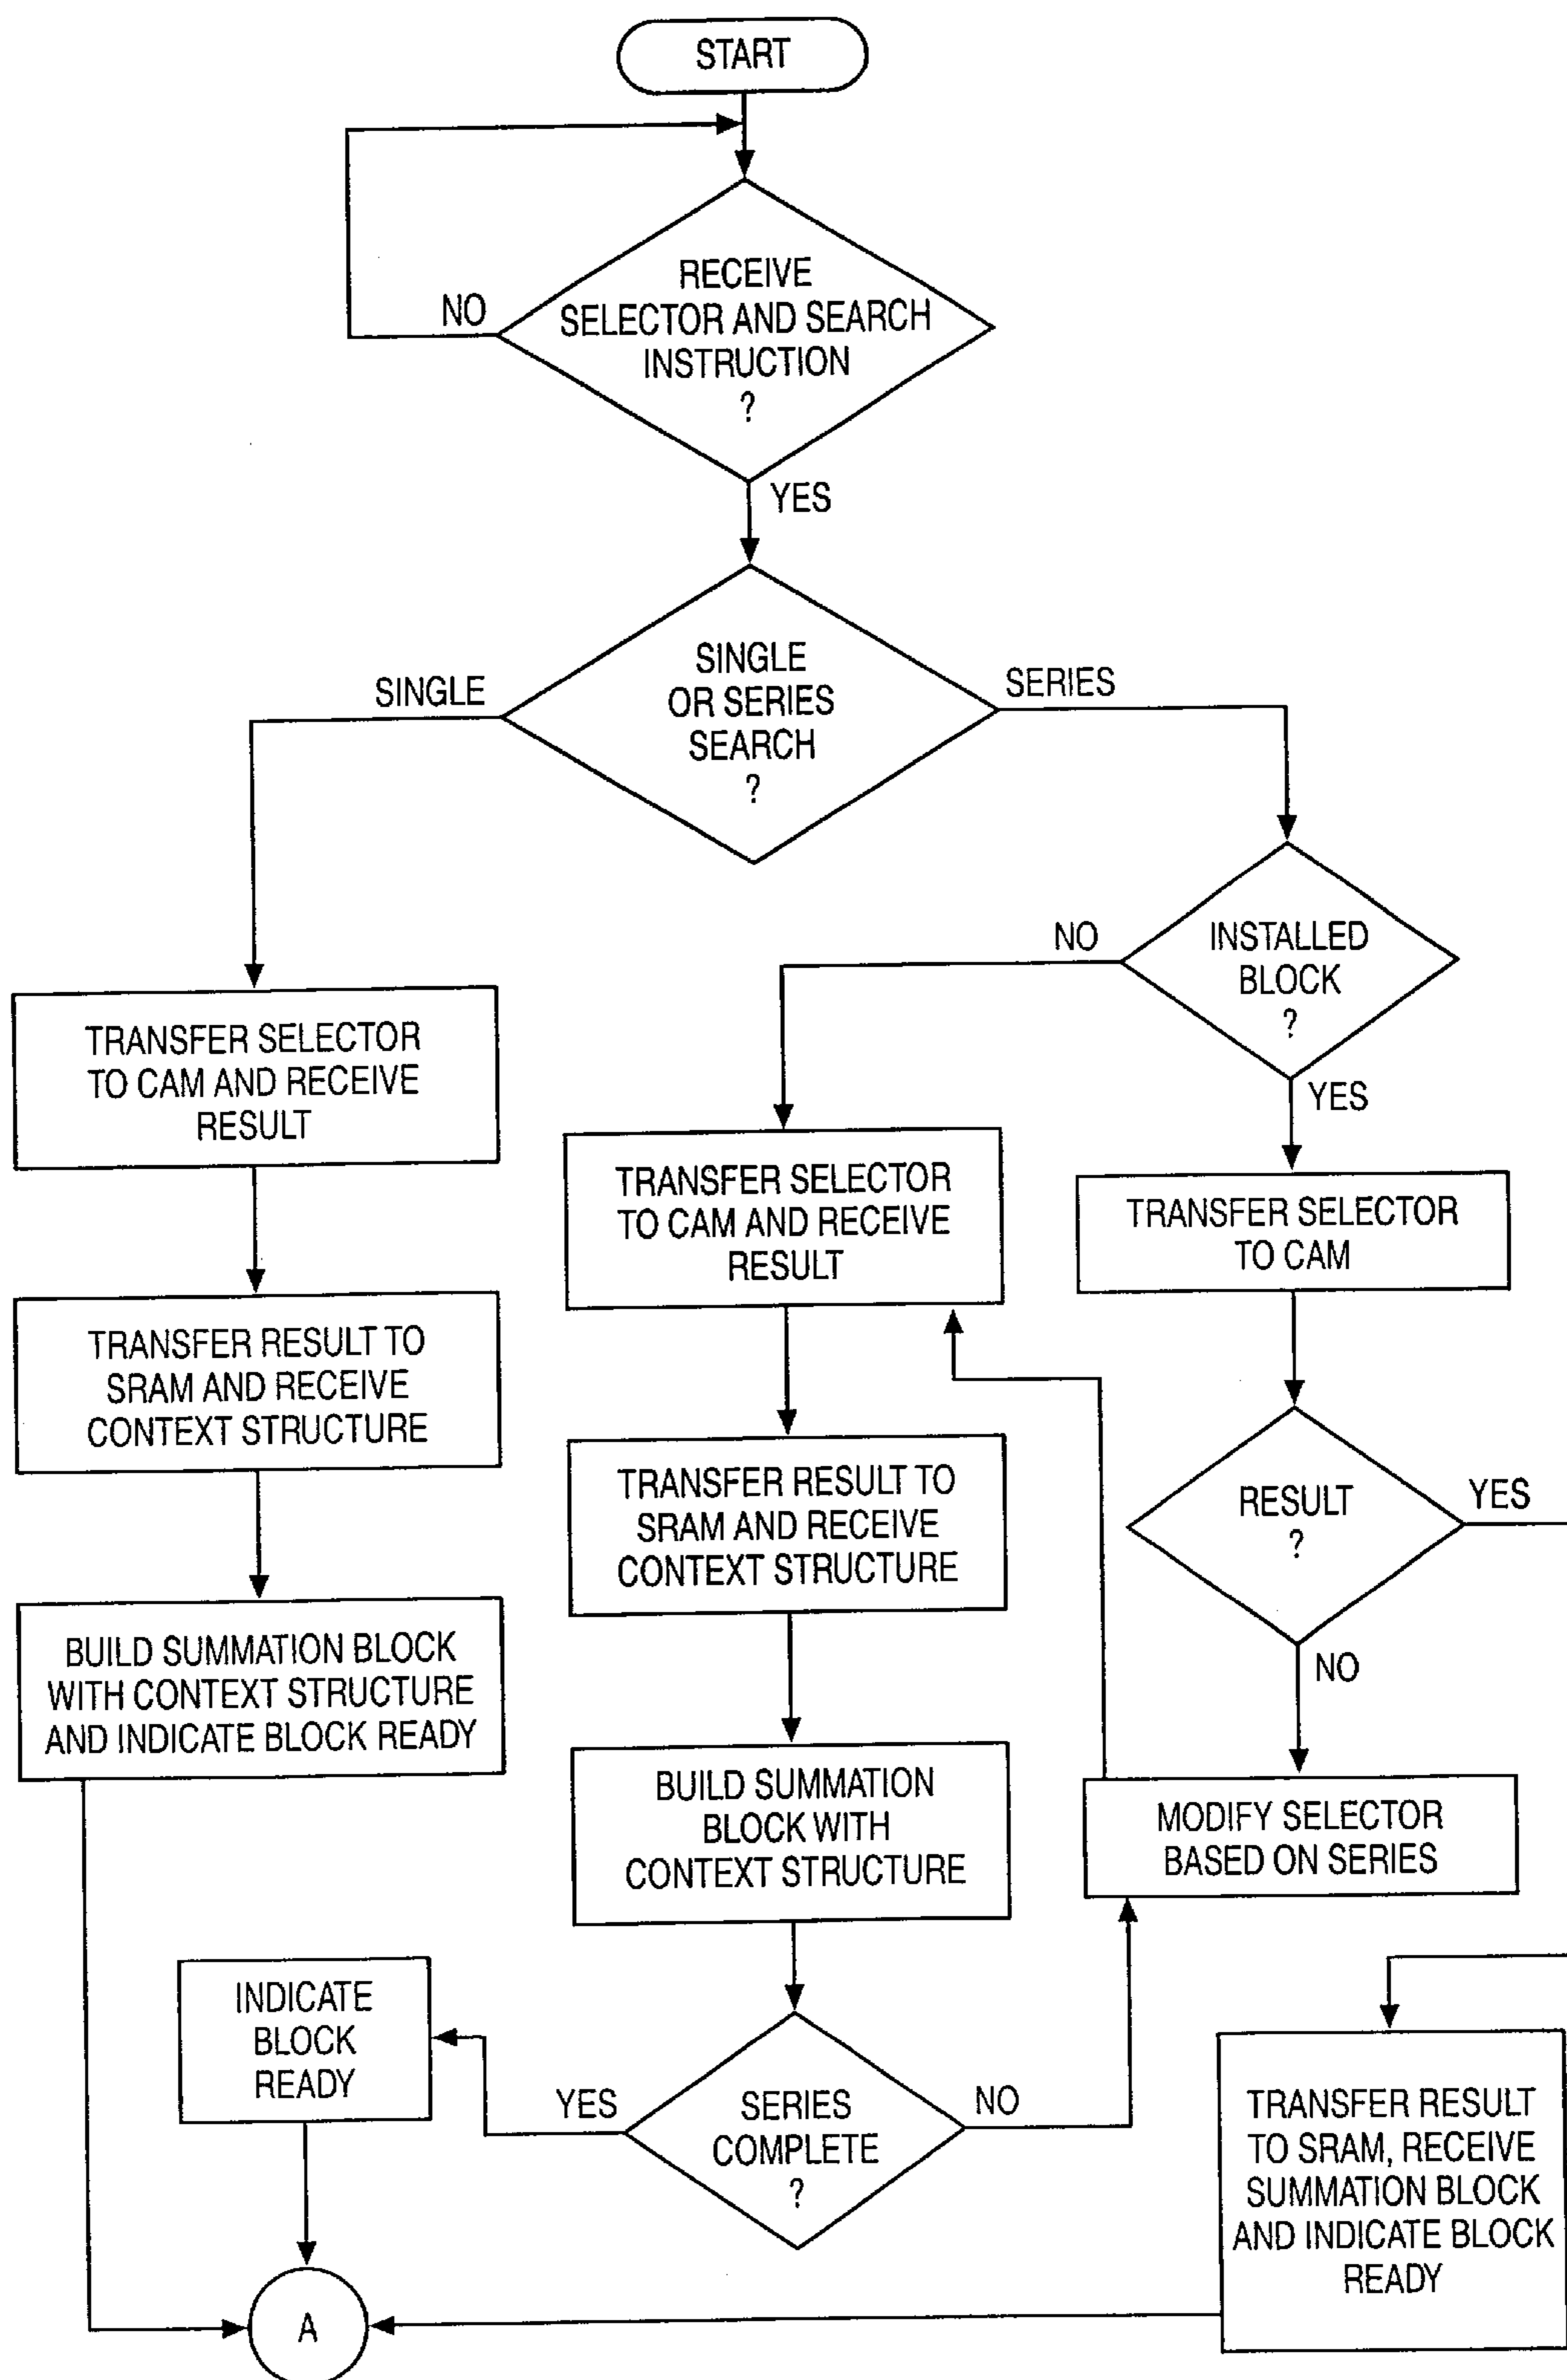 START
RECEIVE
SELECTOR AND SEARCH
INSTRUCTION
?
NO
YES
SINGLE
OR SERIES
SEARCH
?
SINGLE
SERIES
INSTALLED
BLOCK
?
NO
YES
TRANSFER SELECTOR
TO CAM AND RECEIVE
RESULT
TRANSFER SELECTOR
TO CAM AND RECEIVE
RESULT
TRANSFER SELECTOR
TO CAM
TRANSFER RESULT TO
SRAM AND RECEIVE
CONTEXT STRUCTURE
TRANSFER RESULT TO
SRAM AND RECEIVE
CONTEXT STRUCTURE
RESULT
?
YES
NO
BUILD SUMMATION BLOCK
WITH CONTEXT STRUCTURE
AND INDICATE BLOCK READY
BUILD SUMMATION
BLOCK WITH
CONTEXT STRUCTURE
MODIFY SELECTOR
BASED ON SERIES
INDICATE
BLOCK
READY
YES
SERIES
COMPLETE
?
NO
TRANSFER RESULT
TO SRAM, RECEIVE
SUMMATION BLOCK
AND INDICATE BLOCK
READY
A